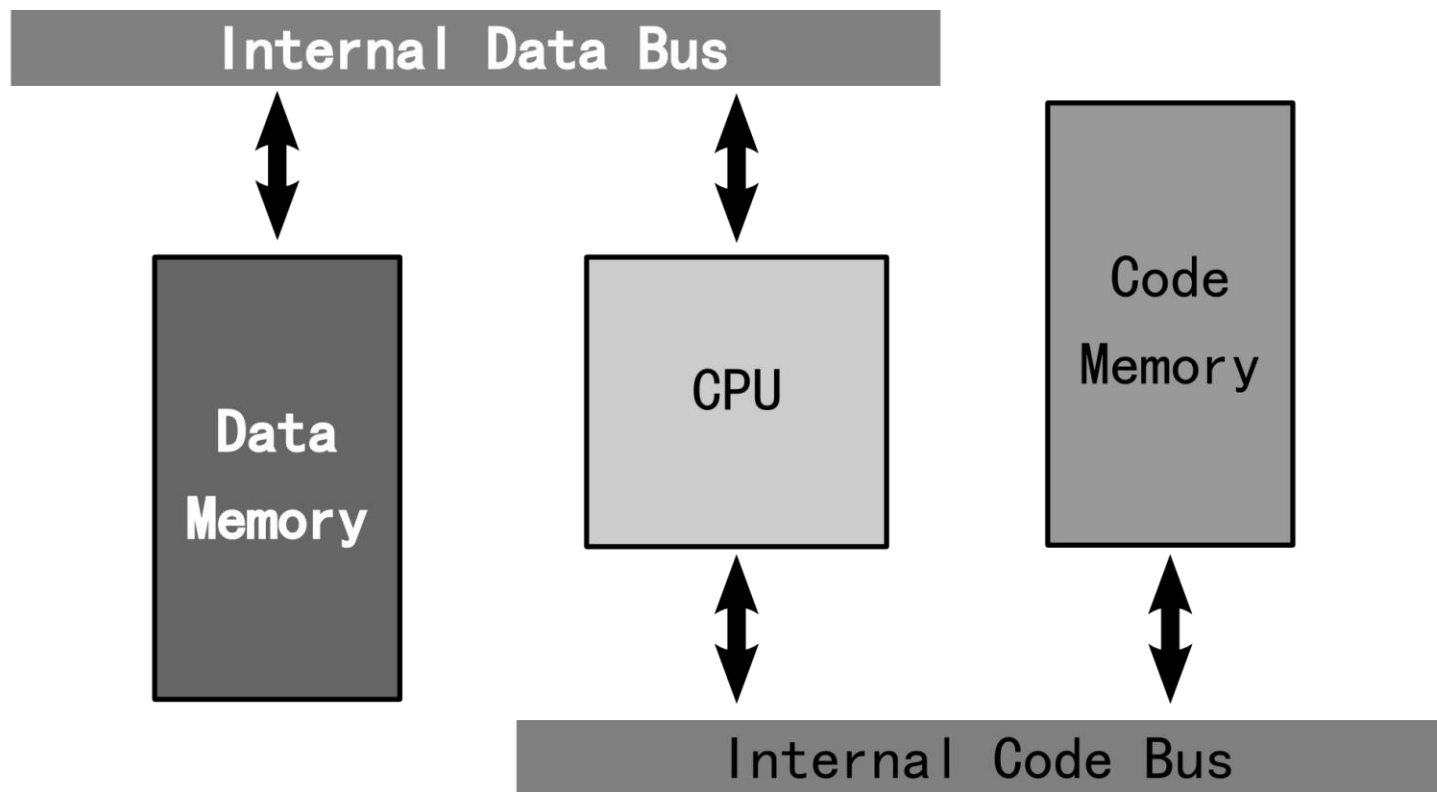 Internal Data Bus
Data
Memory
CPU
Code
Memory
Internal Code Bus